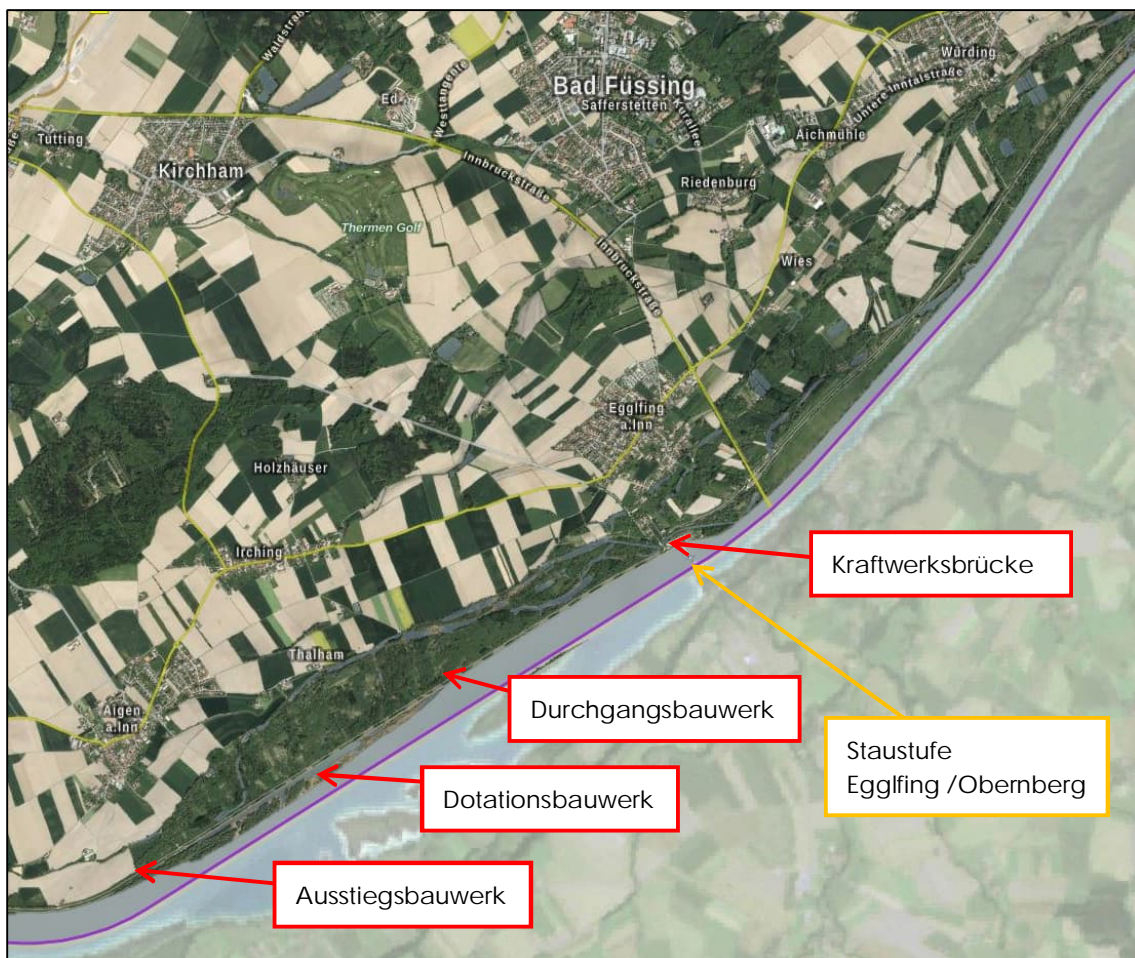 Waldstraße
Bad Füssing
Safferstetten
Würding
Ed
Westtangente
Kurallee
Untere Inntalstraße
Tutting
Aichmühle
Kirchham
Innbruckstraße
Riedenburg
Thermen Golf
Innbruckstraße
Wies
Egglfing
a.Inn
Holzhäuser
Irching
Kraftwerksbrücke
Thalham
Aigen
a.Inn
Durchgangsbauwerk
Staustufe
Egglfing /Obernberg
Dotationsbauwerk
Ausstiegsbauwerk